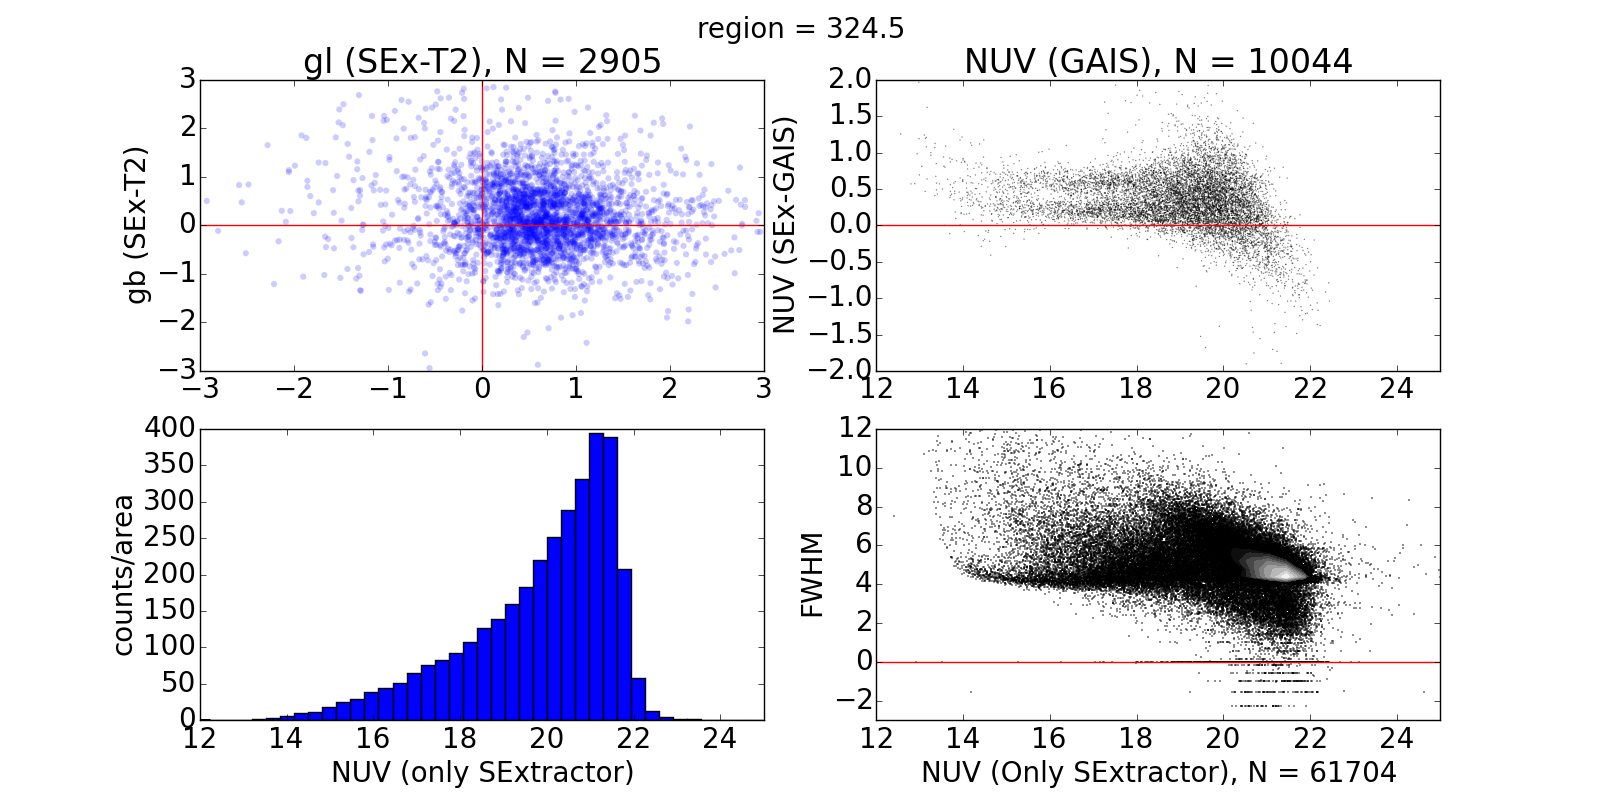 region = 324.5
gl (SEx-T2), N = 2905
NUV (GAIS), N = 10044
gb (SEx-T2)
3
2
1
0
−1
−2
−3
−3 −2 −1 0 1 2 3
NUV (SEx-GAIS)
2.0
1.5
1.0
0.5
0.0
−0.5
−1.0
−1.5
−2.0
12 14 16 18 20 22 24
counts/area
400
350
300
250
200
150
100
50
0
12 14 16 18 20 22 24
NUV (only SExtractor)
FWHM
12
10
8
6
4
2
0
−2
12 14 16 18 20 22 24
NUV (Only SExtractor), N = 61704